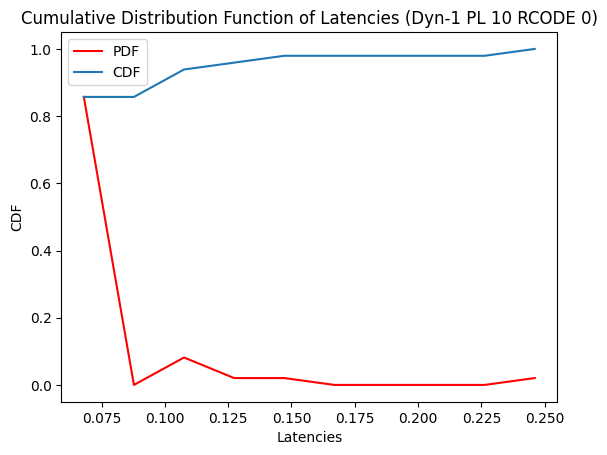 Cumulative Distribution Function of Latencies (Dyn-1 PL 10 RCODE 0)
PDF
CDF
1.0
0.8
0.6
0.4
0.2
0.0
CDF
0.075
0.100
0.125
0.150
0.175
0.200
0.225
0.250
Latencies